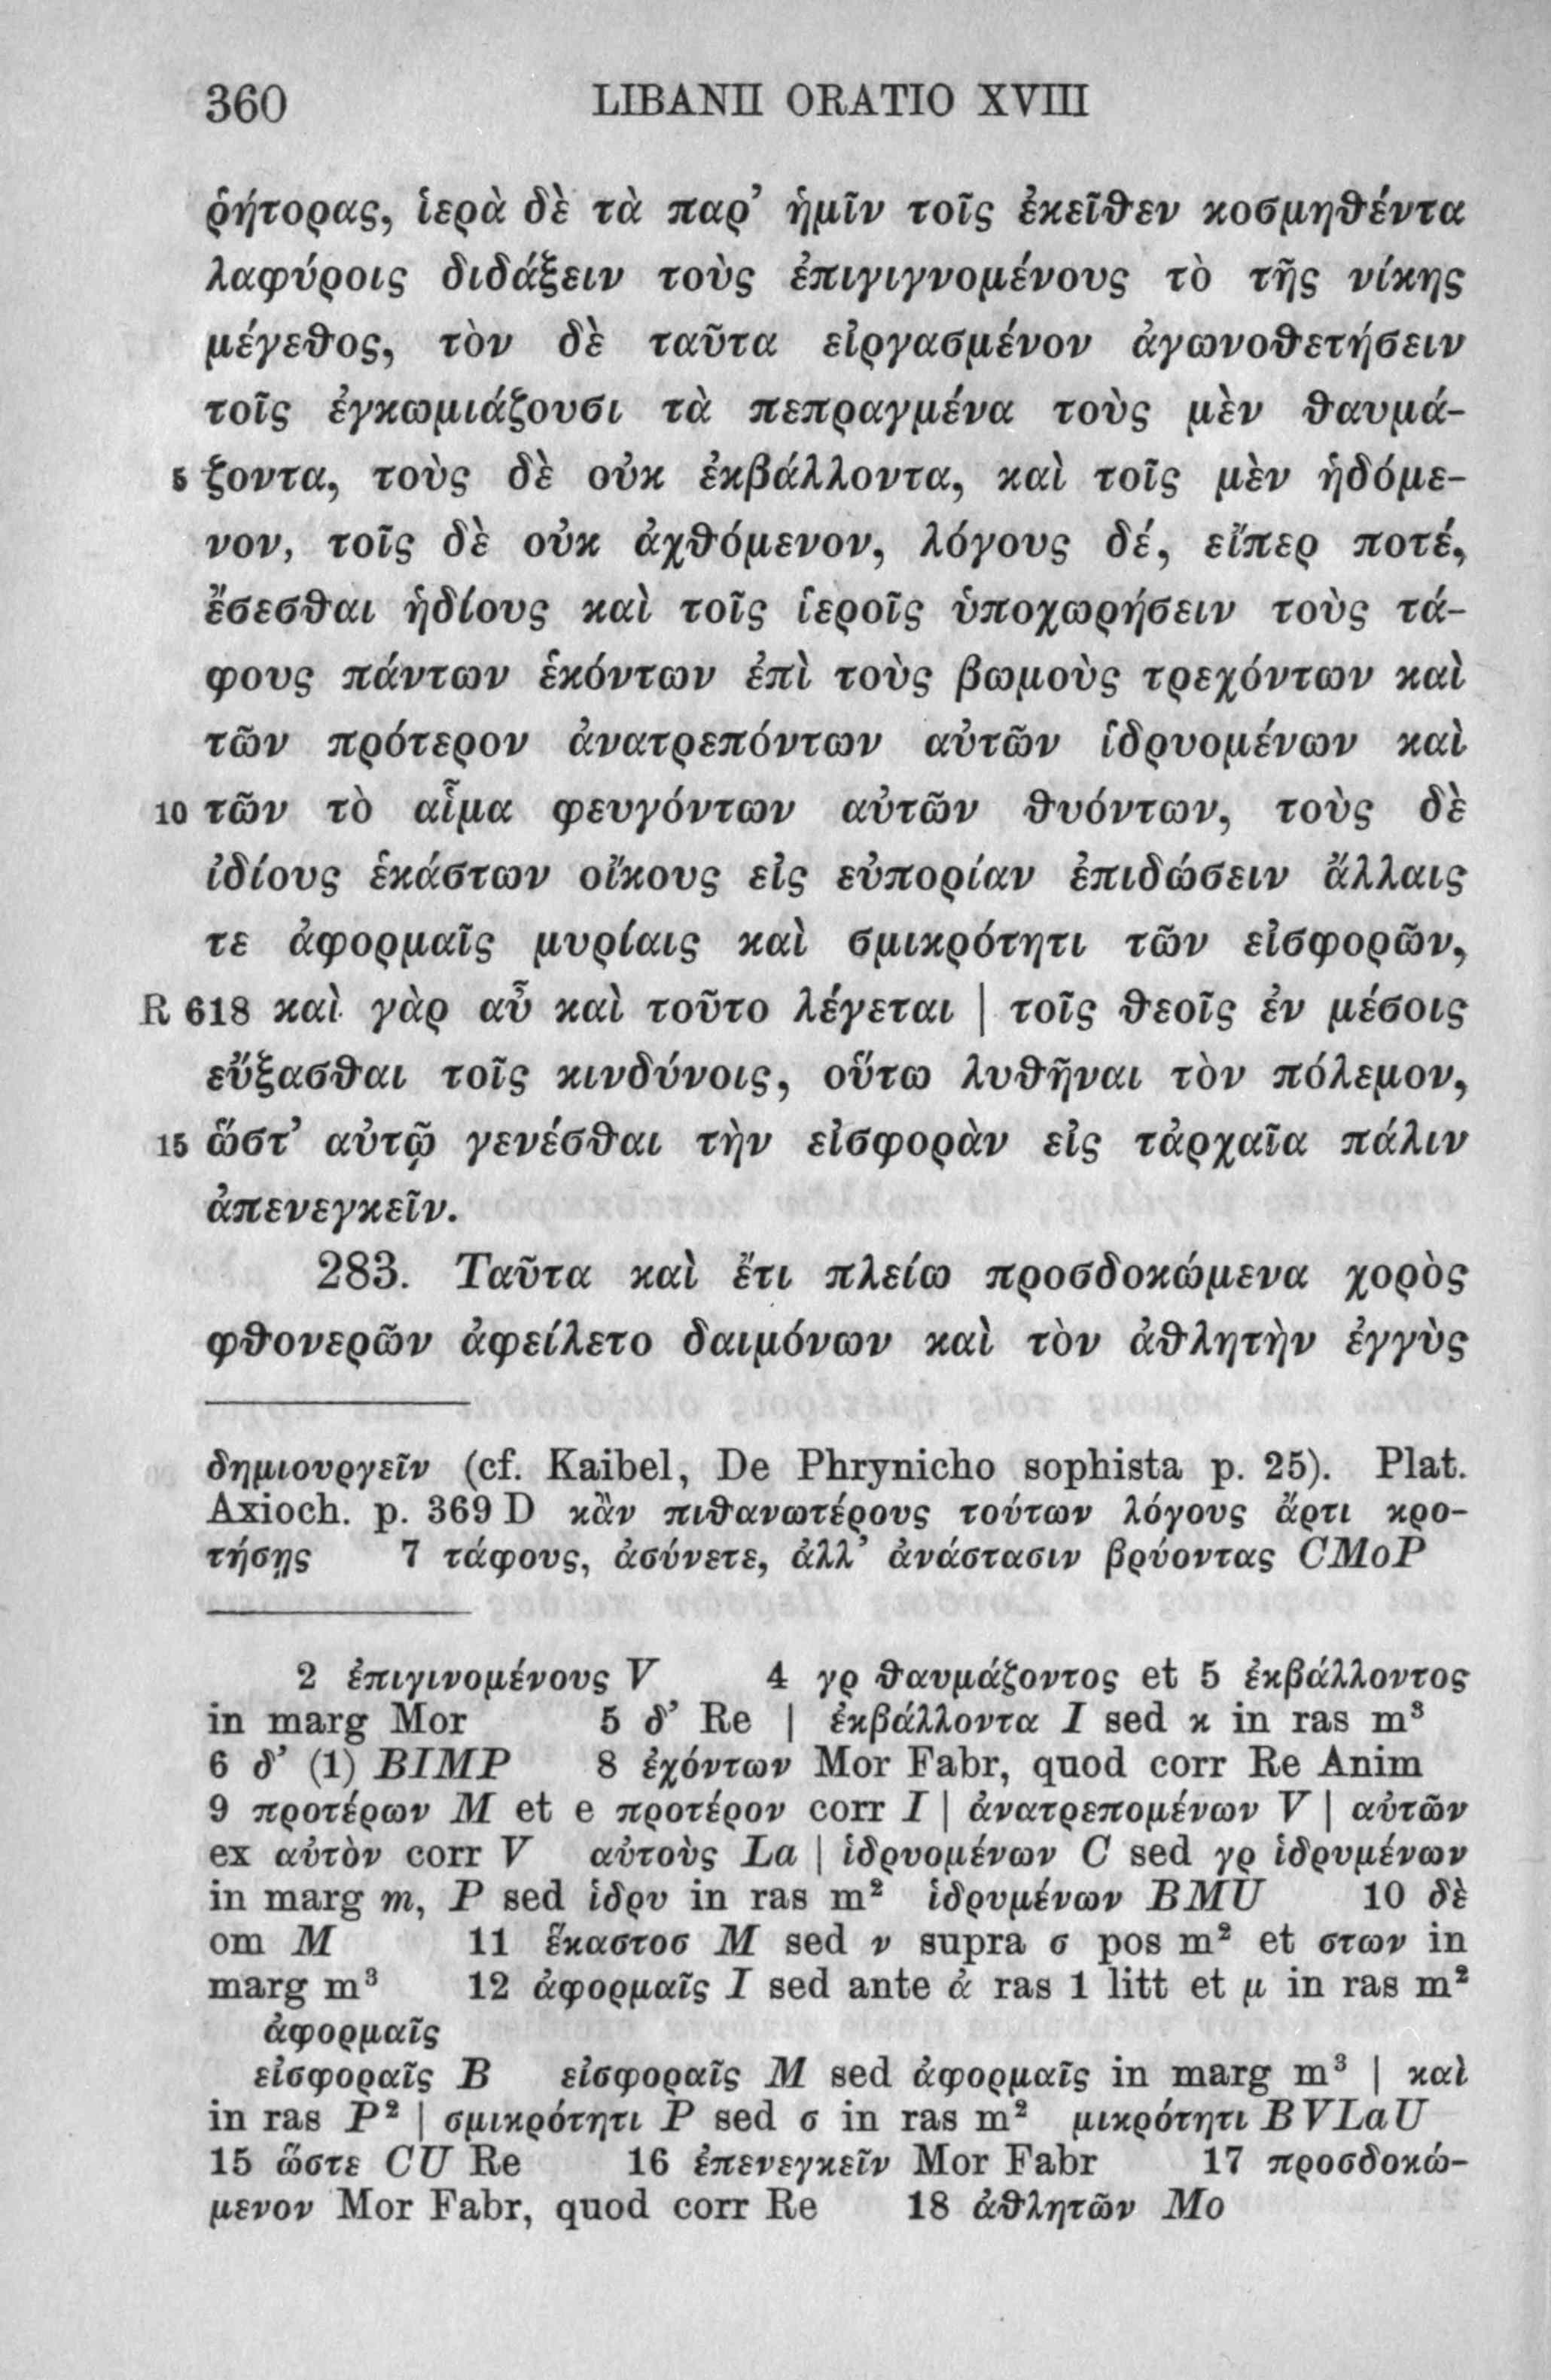 360 LIBANII ORATIO XVIII
ῥήτορας, ἱερὰ δὲ τὰ παρ’ ἡμῖν τοῖς ἐκεῖθεν κοσμηθέντα
λαφύροις διδάξειν τοὺς ἐπιγιγνομένους τὸ τῆς νίκης
μέγεθος, τὸν δὲ ταῦτα εἰργασμένον ἀγωνοθετήσειν
τοῖς ἐγκωμιάζουσι τὰ πεπραγμένα τοὺς μὲν θαυμά-
5 ζοντα, τοὺς δὲ οὐκ ἐκβάλλοντα, καὶ τοῖς μὲν ἡδόμε-
νον, τοῖς δὲ οὐκ ἀχθόμενον, λόγους δέ, εἴπερ ποτέ,
ἔσεσθαι ἡδίους καὶ τοῖς ἱεροῖς ὑποχωρήσειν τοὺς τά-
φους πάντων ἑκόντων ἐπὶ τοὺς βωμοὺς τρεχόντων καὶ
τῶν πρότερον ἀνατρεπόντων αὐτῶν ἱδρυομένων καὶ
10 τῶν τὸ αἷμα φευγόντων αὐτῶν θυόντων, τοὺς δὲ
ἰδίους ἑκάστων οἴκους εἰς εὐπορίαν ἐπιδώσειν ἄλλαις
τε ἀφορμαῖς μυρίαις καὶ σμικρότητι τῶν εἰσφορῶν,
R 618 καὶ γὰρ αὖ καὶ τοῦτο λέγεται | τοῖς θεοῖς ἐν μέσοις
εὔξασθαι τοῖς κινδύνοις, οὕτω λυθῆναι τὸν πόλεμον,
15 ὥστ’ αὐτῷ γενέσθαι τὴν εἰσφορὰν εἰς τἀρχαῖα πάλιν
ἀπενεγκεῖν.
283. Ταῦτα καὶ ἔτι πλείω προσδοκώμενα χορὸς
φθονερῶν ἀφείλετο δαιμόνων καὶ τὸν ἀθλητὴν ἐγγὺς
δημιουργεῖν (cf. Kaibel, De Phrynicho sophista p. 25). Plat.
Axioch. p. 369 D κἂν πιθανωτέρους τούτων λόγους ἄρτι κρο-
τήσῃς 7 τάφους, ἀσύνετε, ἀλλ’ ἀνάστασιν βρύοντας CMoP
2 ἐπιγινομένους V 4 γρ θαυμάζοντος et 5 ἐκβάλλοντος
in marg Mor 5 δ’ Re | ἐκβάλλοντα I sed κ in ras m³
6 δ’ (1) BIMP 8 ἐχόντων Mor Fabr, quod corr Re Anim
9 προτέρων M et e προτέρον corr I | ἀνατρεπομένων V | αὐτῶν
ex αὐτὸν corr V αὐτοὺς La | ἱδρυομένων C sed γρ ἱδρυμένων
in marg m, P sed ἱδρυ in ras m² ἱδρυμένων BMU 10 δὲ
om M 11 ἕκαστοσ M sed ν supra σ pos m² et στων in
marg m³ 12 ἀφορμαῖς I sed ante ἀ ras 1 litt et μ in ras m²
ἀφορμαῖς
εἰσφοραῖς B εἰσφοραῖς M sed ἀφορμαῖς in marg m³ | καὶ
in ras P² | σμικρότητι P sed σ in ras m² μικρότητι BVLaU
15 ὥστε CU Re 16 ἐπενεγκεῖν Mor Fabr 17 προσδοκώ-
μενον Mor Fabr, quod corr Re 18 ἀθλητῶν Mo